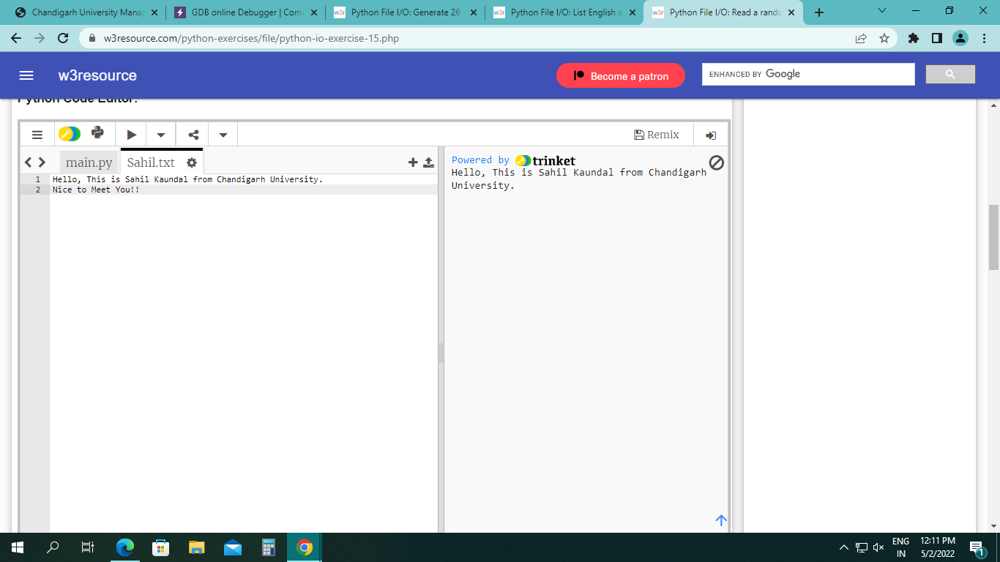 Chandigarh University Manag
GDB online Debugger | Comp
Python File I/O: Generate 26
Python File I/O: List English a
Python File I/O: Read a rando
w3resource.com/python-exercises/file/python-io-exercise-15.php
w3resource
Become a patron
ENHANCED BY Google
Python Code Editor:
Remix
main.py
Sahil.txt
1 Hello, This is Sahil Kaundal from Chandigarh University.
2 Nice to Meet You!!
Powered by trinket
Hello, This is Sahil Kaundal from Chandigarh
University.
ENG
IN
12:11 PM
5/2/2022
1